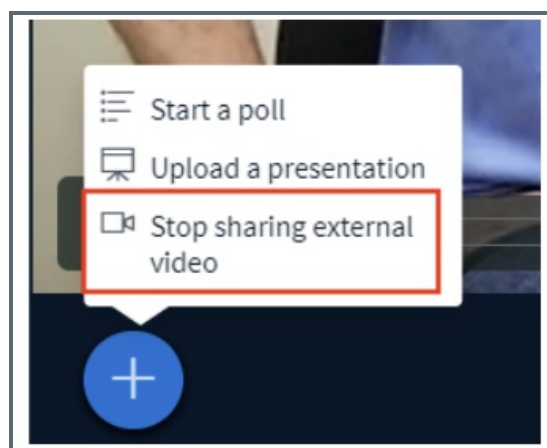 Start a poll
Upload a presentation
Stop sharing external
video